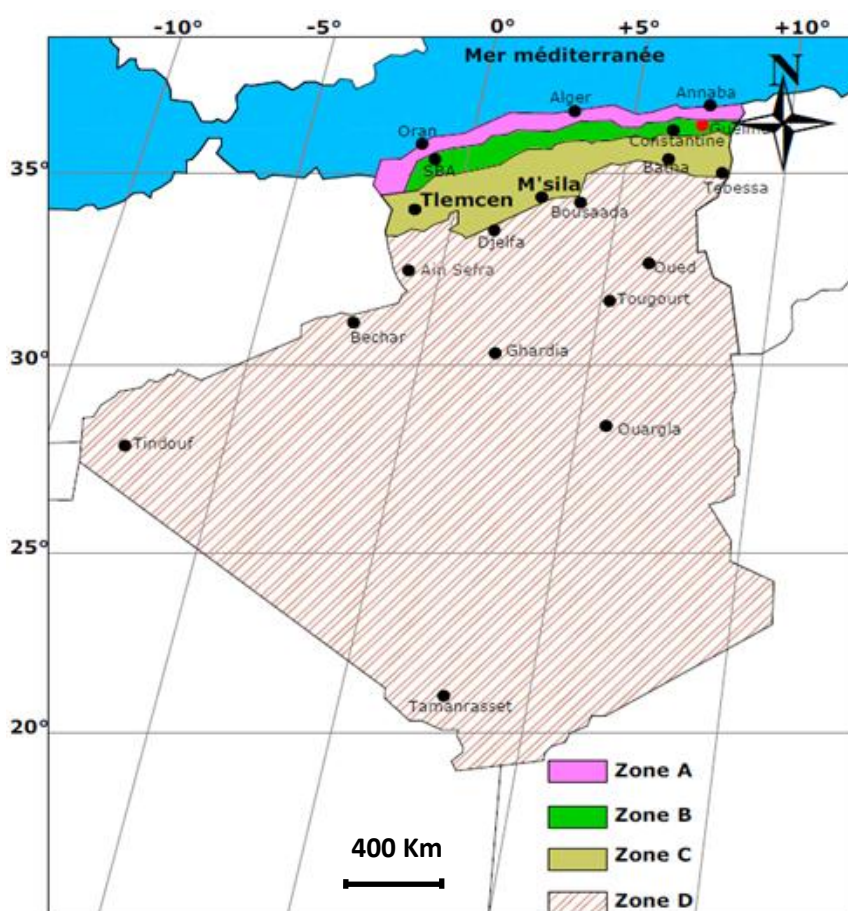 -10° -5° 0° +5° +10°
Mer méditerranée
N
Annaba
Alger
Oran
Guelma
Constantine
35°
SBA
Batna
Tebessa
Tlemcen
M'sila
Bousaada
Djelfa
Ain Sefra
Oued
Tougourt
Bechar
Ghardia
30°
Ouargla
Tindouf
25°
Tamanrasset
20°
Zone A
Zone B
400 Km
Zone C
Zone D